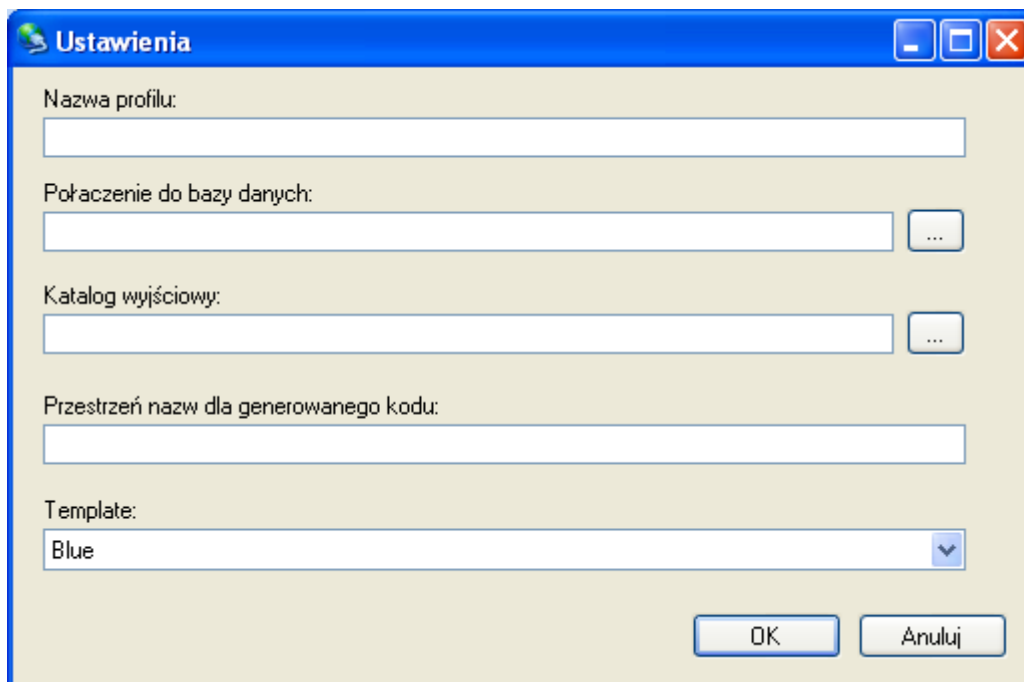 Ustawienia
Nazwa profilu:
Połaczenie do bazy danych:
...
Katalog wyjściowy:
...
Przestrzeń nazw dla generowanego kodu:
Template:
Blue
OK Anuluj